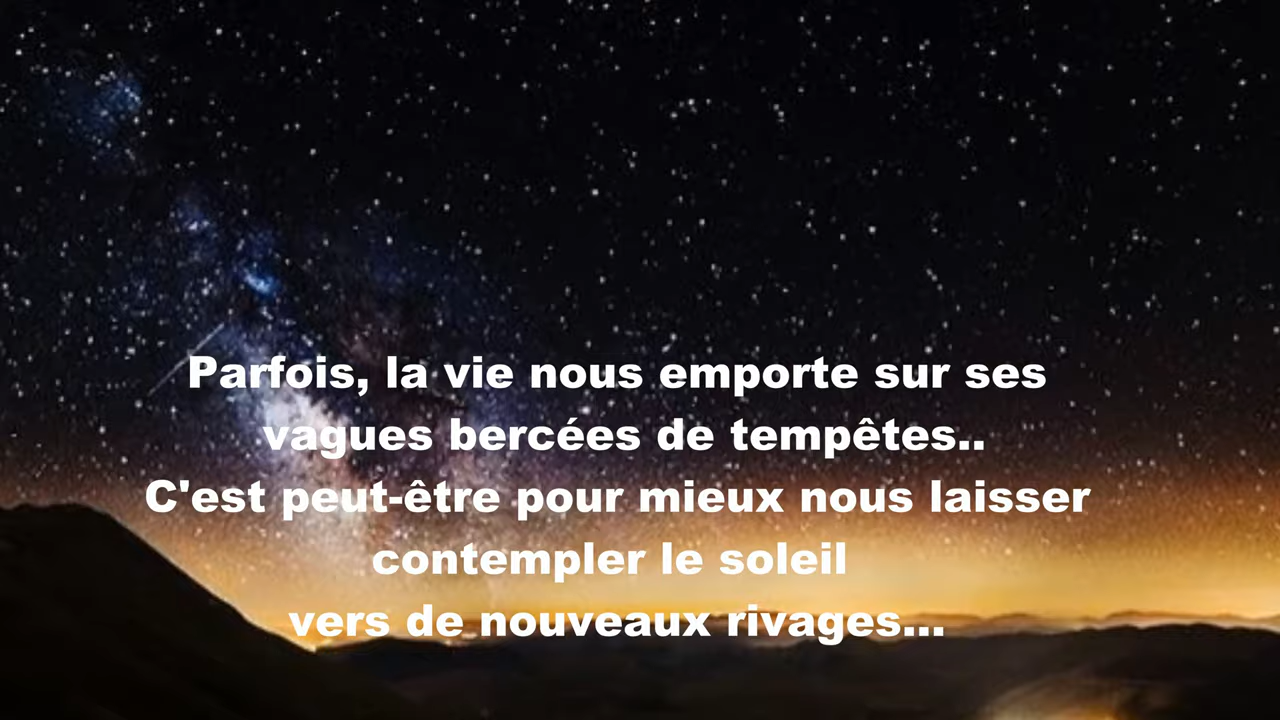 Parfois, la vie nous emporte sur ses
vagues bercées de tempêtes..
C'est peut-être pour mieux nous laisser
contempler le soleil
vers de nouveaux rivages...